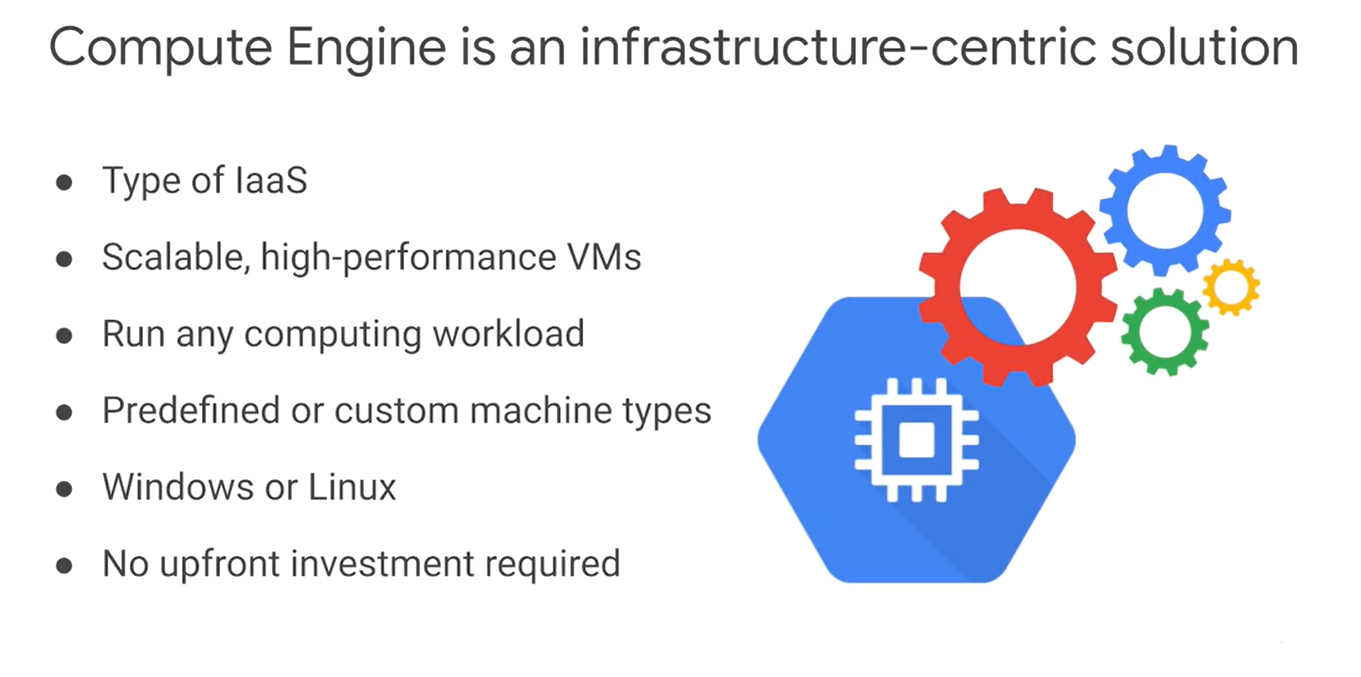 Compute Engine is an infrastructure-centric solution
● Type of IaaS
● Scalable, high-performance VMs
● Run any computing workload
● Predefined or custom machine types
● Windows or Linux
● No upfront investment required